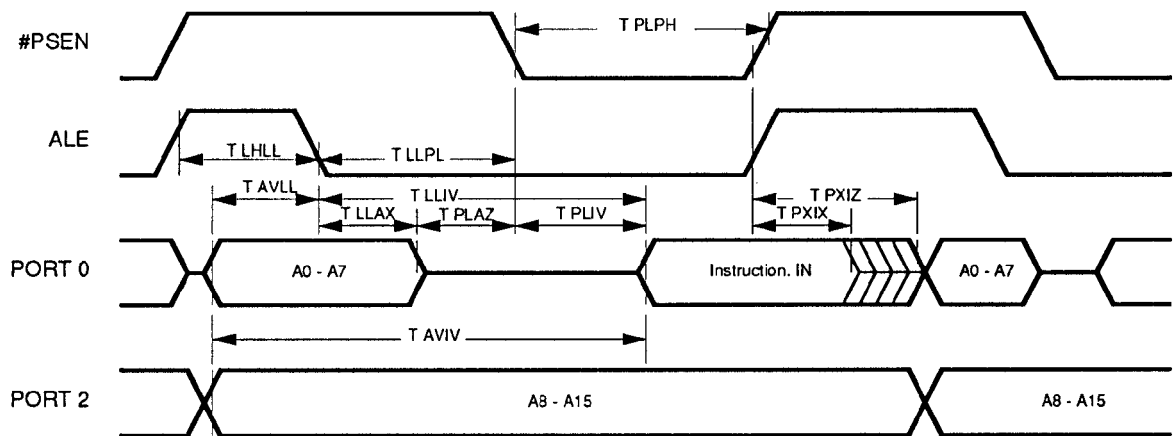 #PSEN
T PLPH
ALE
T LHLL
T LLPL
T AVLL
T LLIV
T PXIZ
T LLAX
T PLAZ
T PLIV
T PXIX
PORT 0
A0 - A7
Instruction. IN
A0 - A7
T AVIV
PORT 2
A8 - A15
A8 - A15